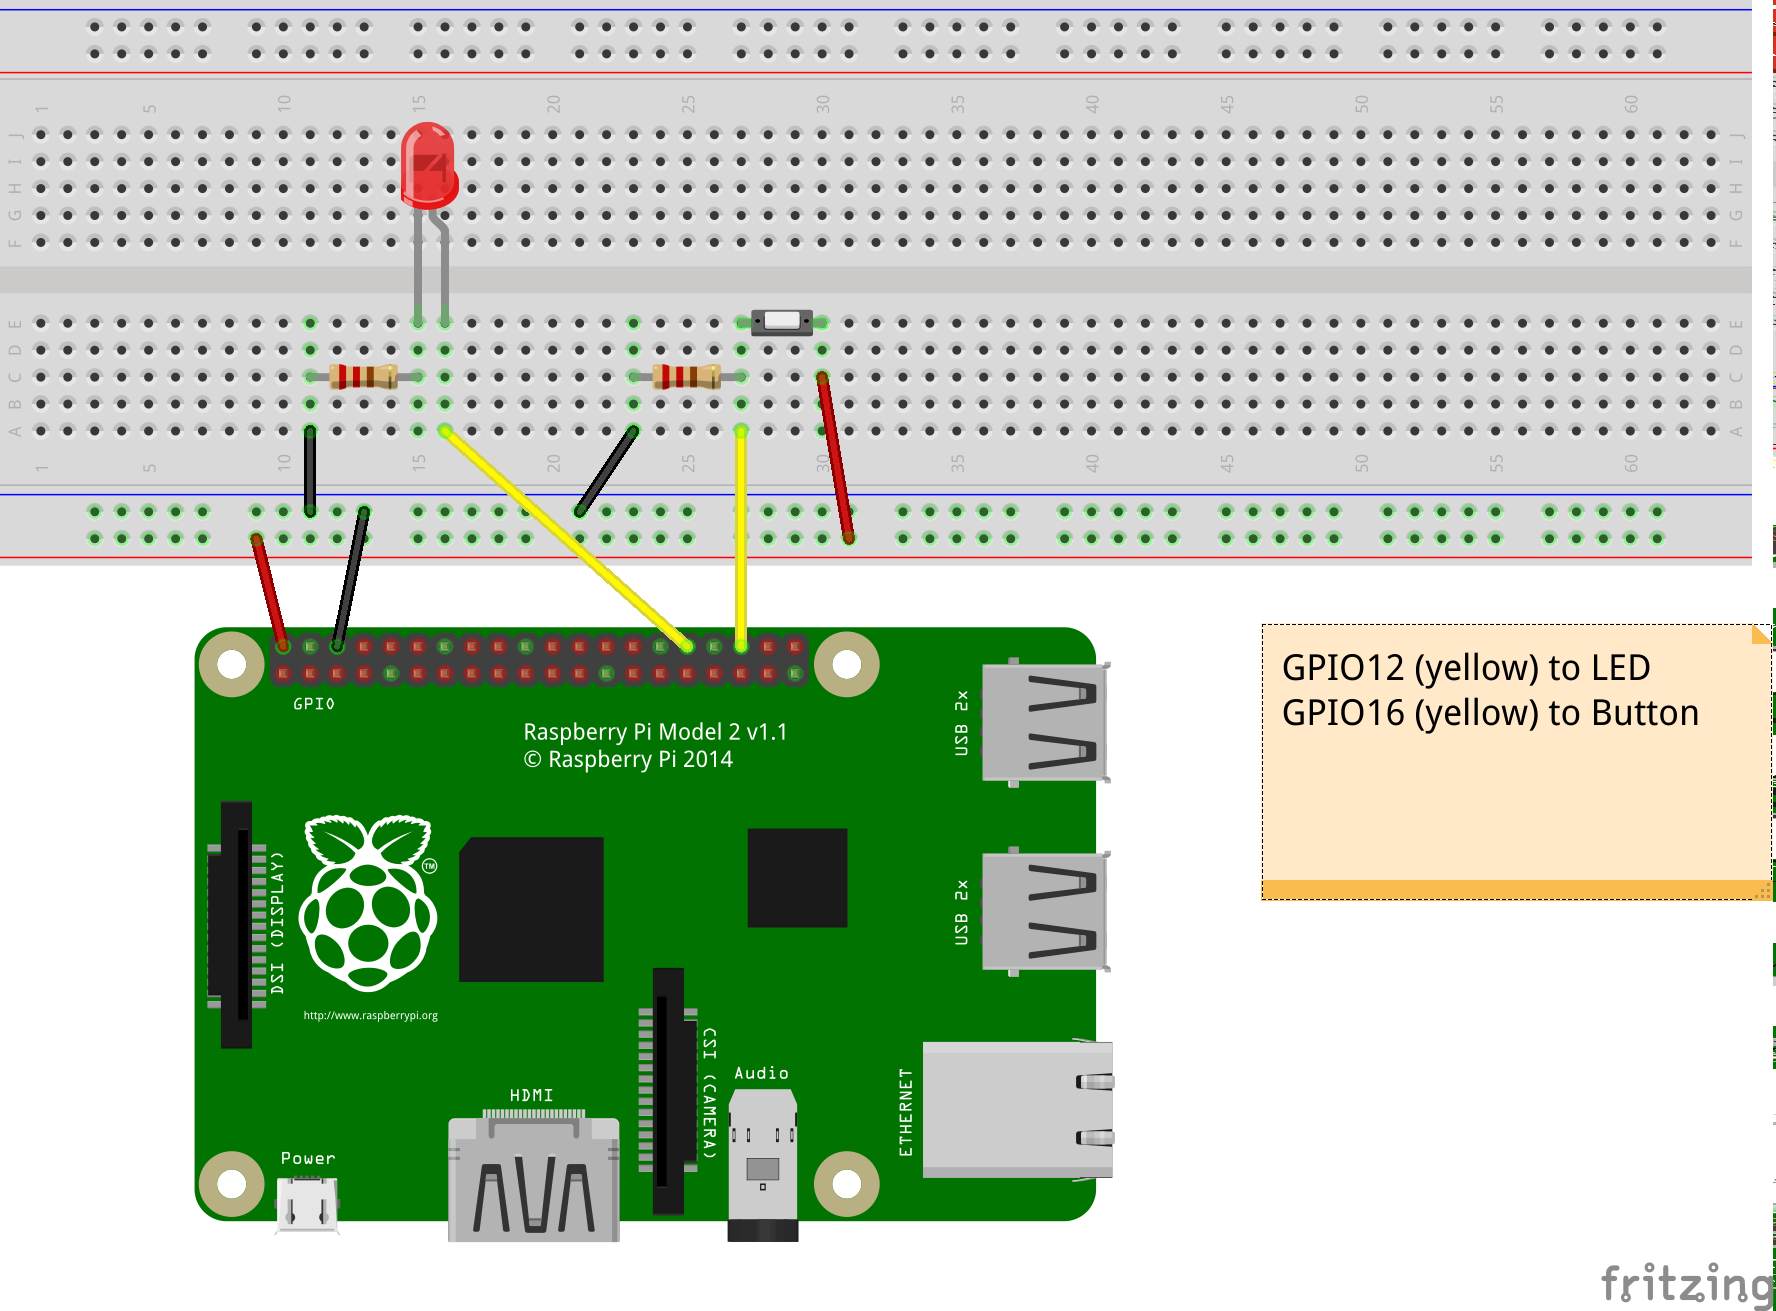 1 5 10 15 20 25 30 35 40 45 50 55 60
J J
I I
H H
G G
F F
E E
D D
C C
B B
A A
1 5 10 15 20 25 30 35 40 45 50 55 60
GPIO
Raspberry Pi Model 2 v1.1
© Raspberry Pi 2014
USB 2x
GPIO12 (yellow) to LED
GPIO16 (yellow) to Button
DSI (DISPLAY)
TM
USB 2x
http://www.raspberrypi.org
CSI (CAMERA)
Audio
HDMI
ETHERNET
Power
fritzing